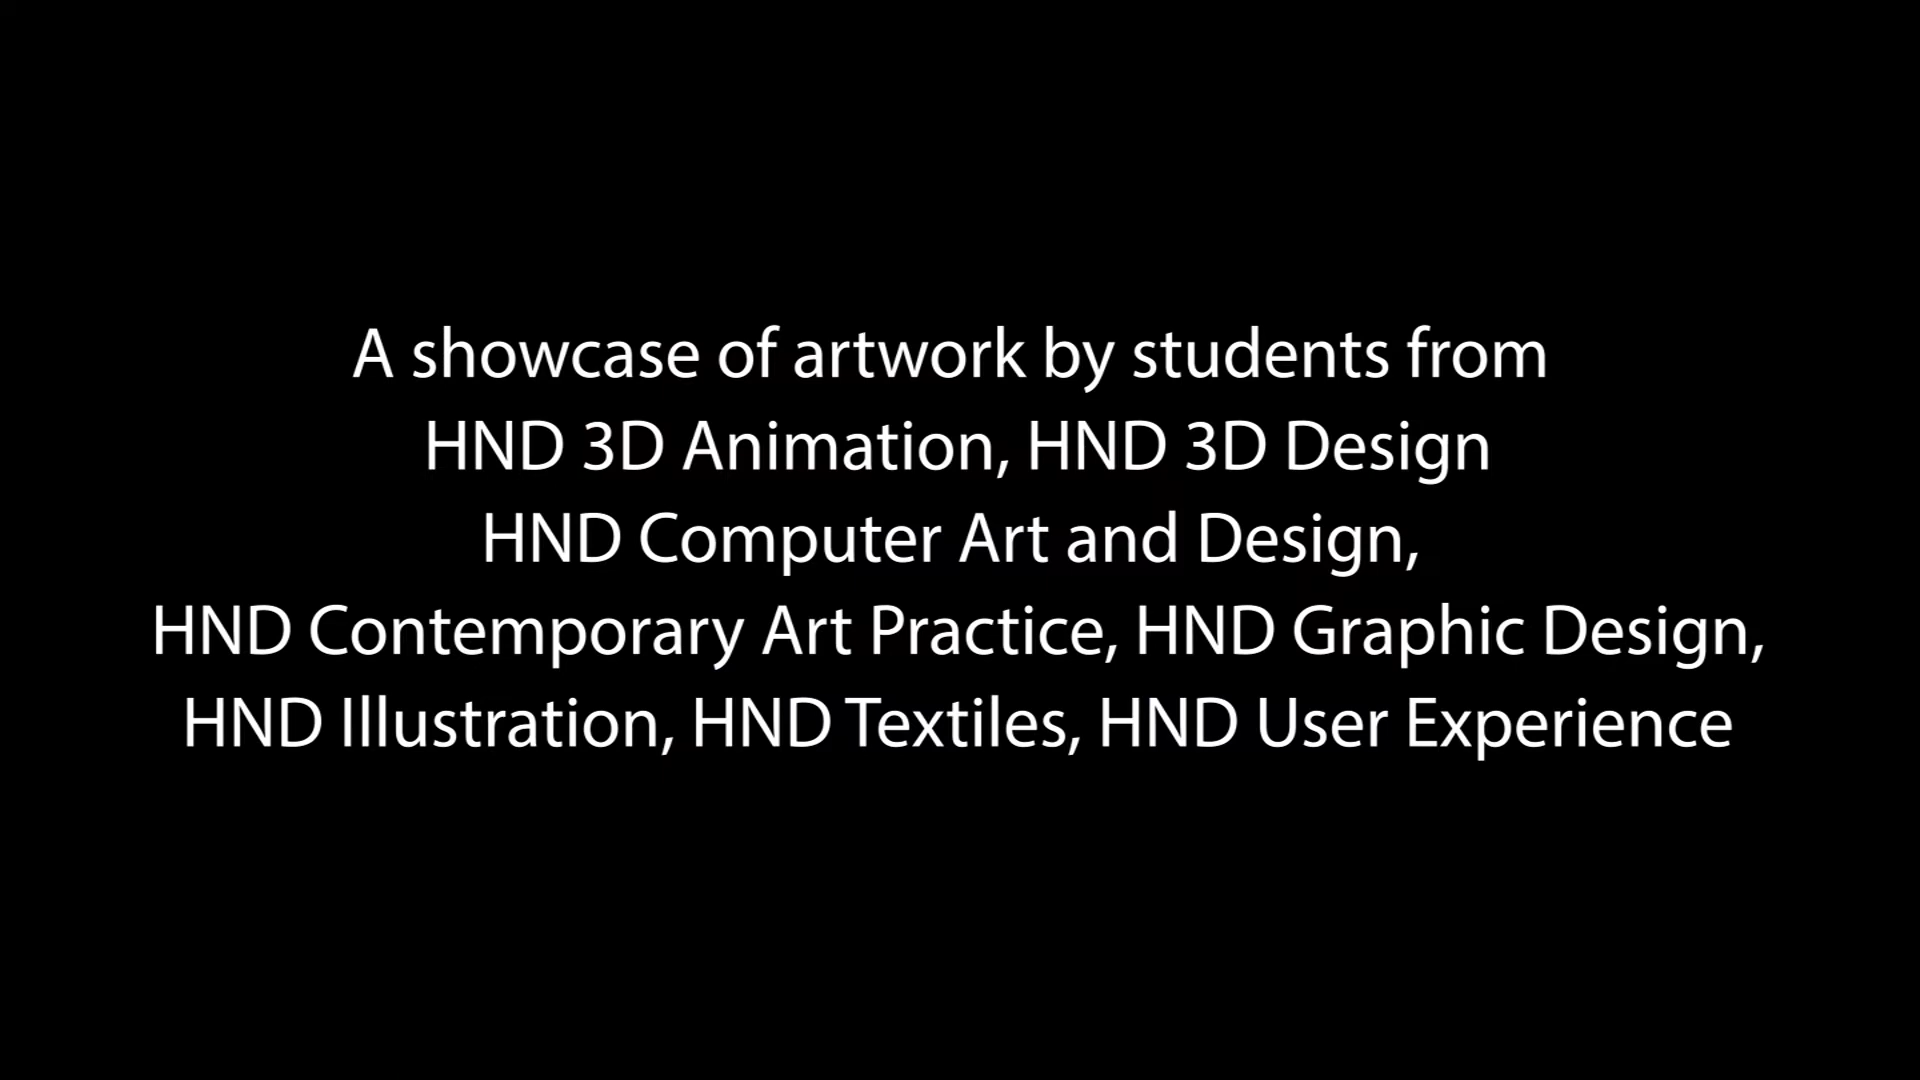 A showcase of artwork by students from
HND 3D Animation, HND 3D Design
HND Computer Art and Design,
HND Contemporary Art Practice, HND Graphic Design,
HND Illustration, HND Textiles, HND User Experience